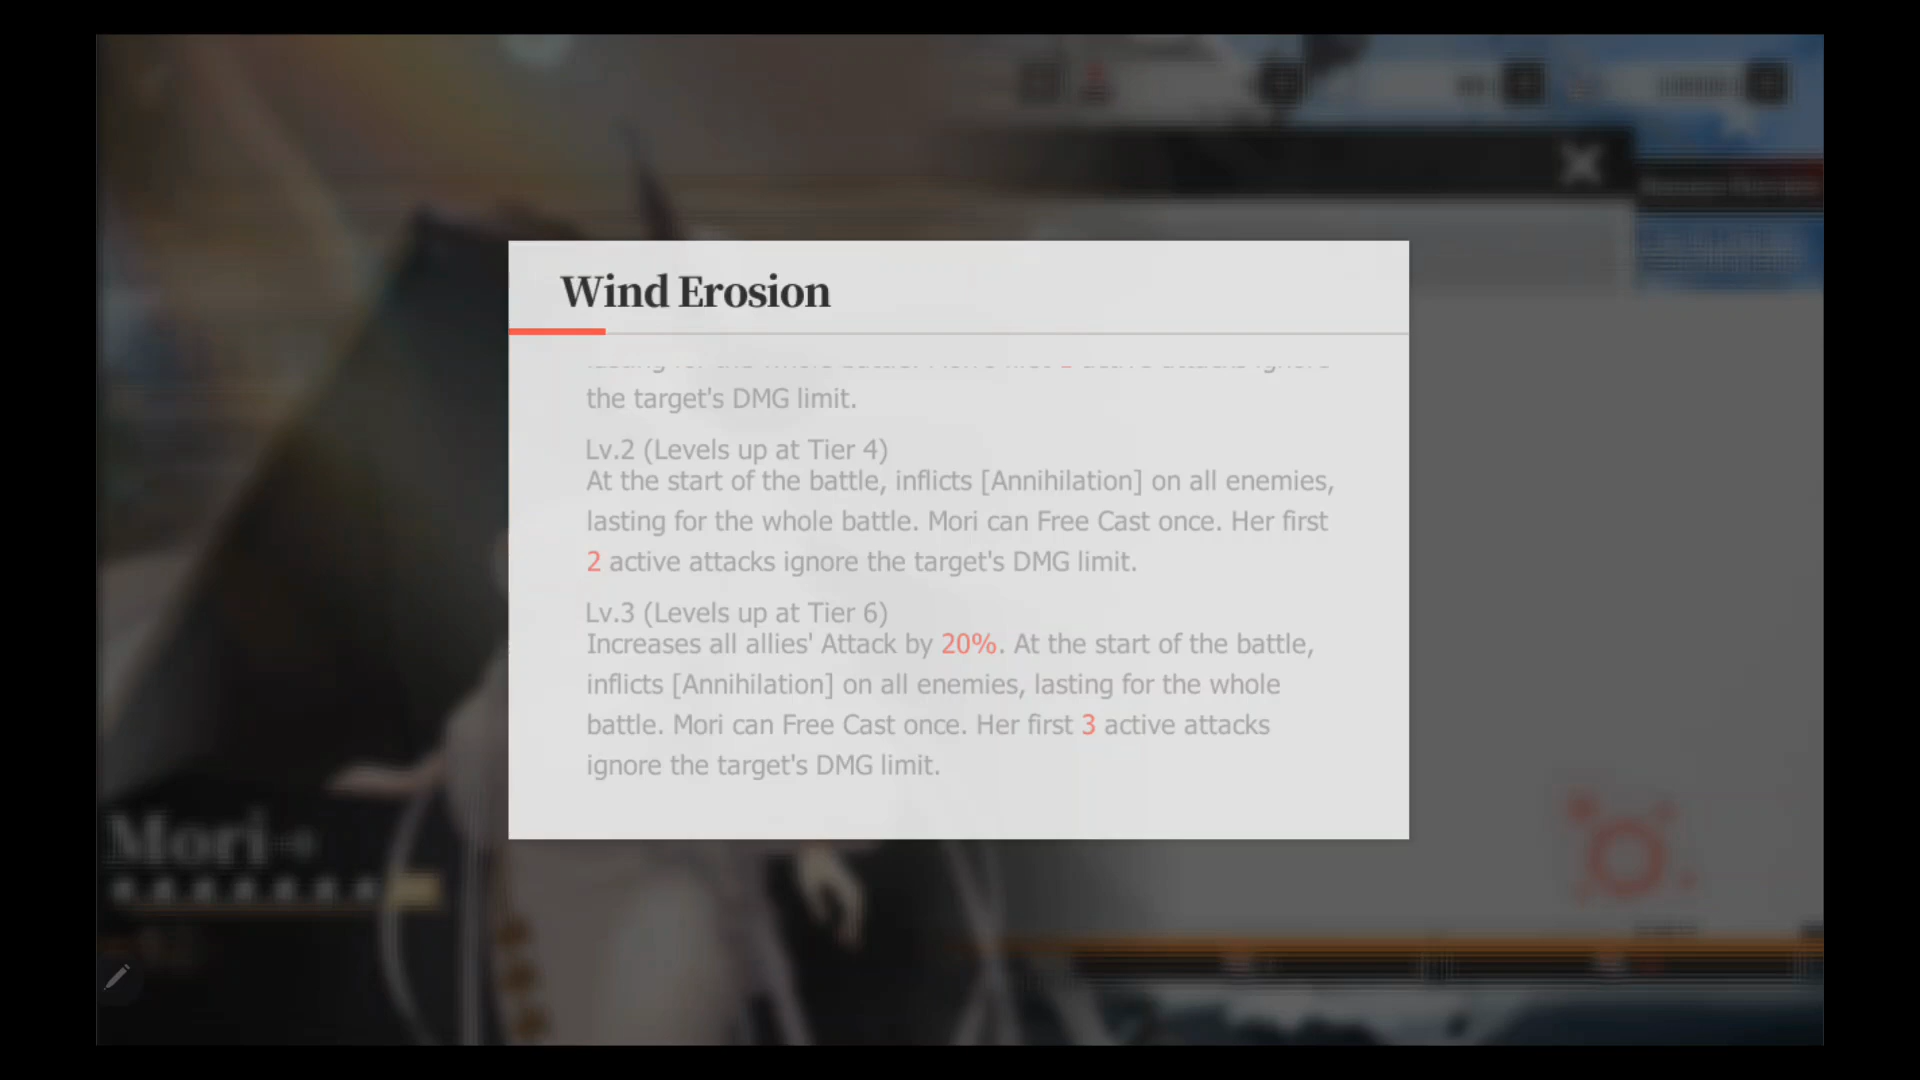 Wind Erosion
the target's DMG limit.
Lv.2 (Levels up at Tier 4)
At the start of the battle, inflicts [Annihilation] on all enemies,
lasting for the whole battle. Mori can Free Cast once. Her first
2 active attacks ignore the target's DMG limit.
Lv.3 (Levels up at Tier 6)
Increases all allies' Attack by 20%. At the start of the battle,
inflicts [Annihilation] on all enemies, lasting for the whole
battle. Mori can Free Cast once. Her first 3 active attacks
ignore the target's DMG limit.
Mori